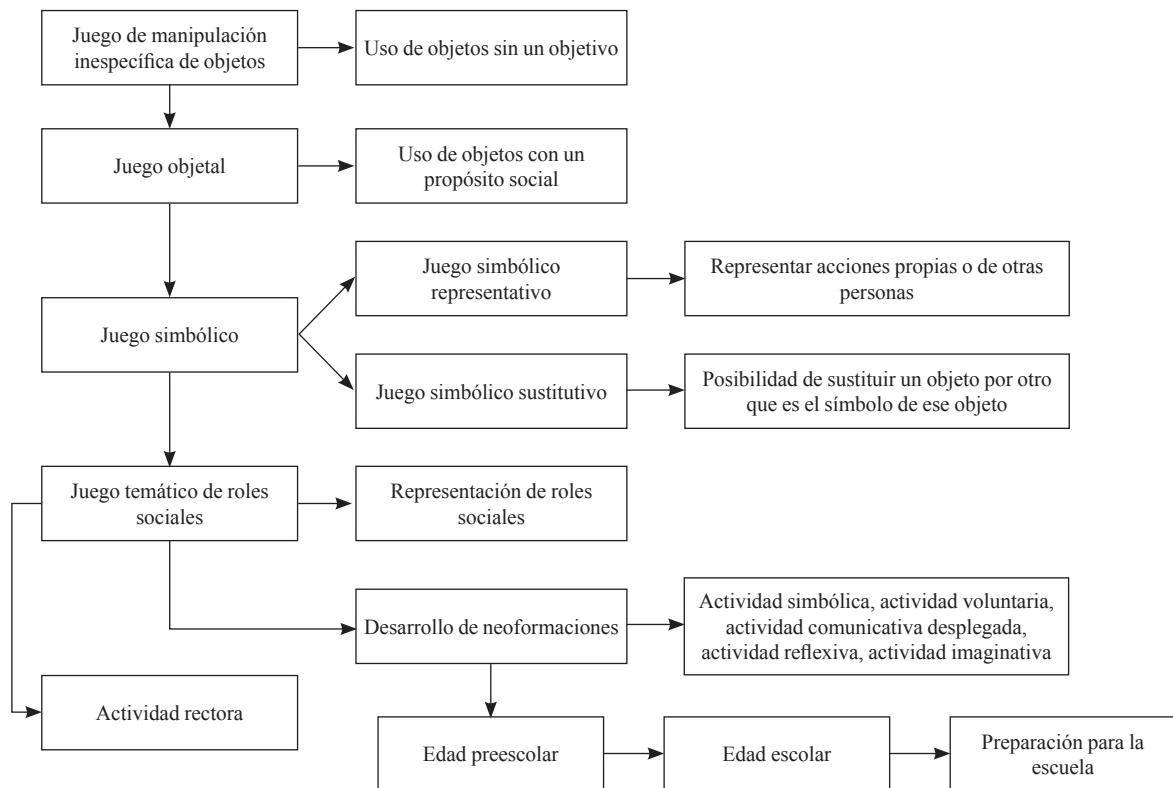 Juego de manipulación
inespecífica de objetos
Uso de objetos sin un objetivo
Juego objetal
Uso de objetos con un
propósito social
Juego simbólico
Juego simbólico
representativo
Representar acciones propias o de otras
personas
Juego simbólico sustitutivo
Posibilidad de sustituir un objeto por otro
que es el símbolo de ese objeto
Juego temático de roles
sociales
Representación de roles
sociales
Desarrollo de neoformaciones
Actividad simbólica, actividad voluntaria,
actividad comunicativa desplegada,
actividad reflexiva, actividad imaginativa
Actividad rectora
Edad preescolar
Edad escolar
Preparación para la
escuela